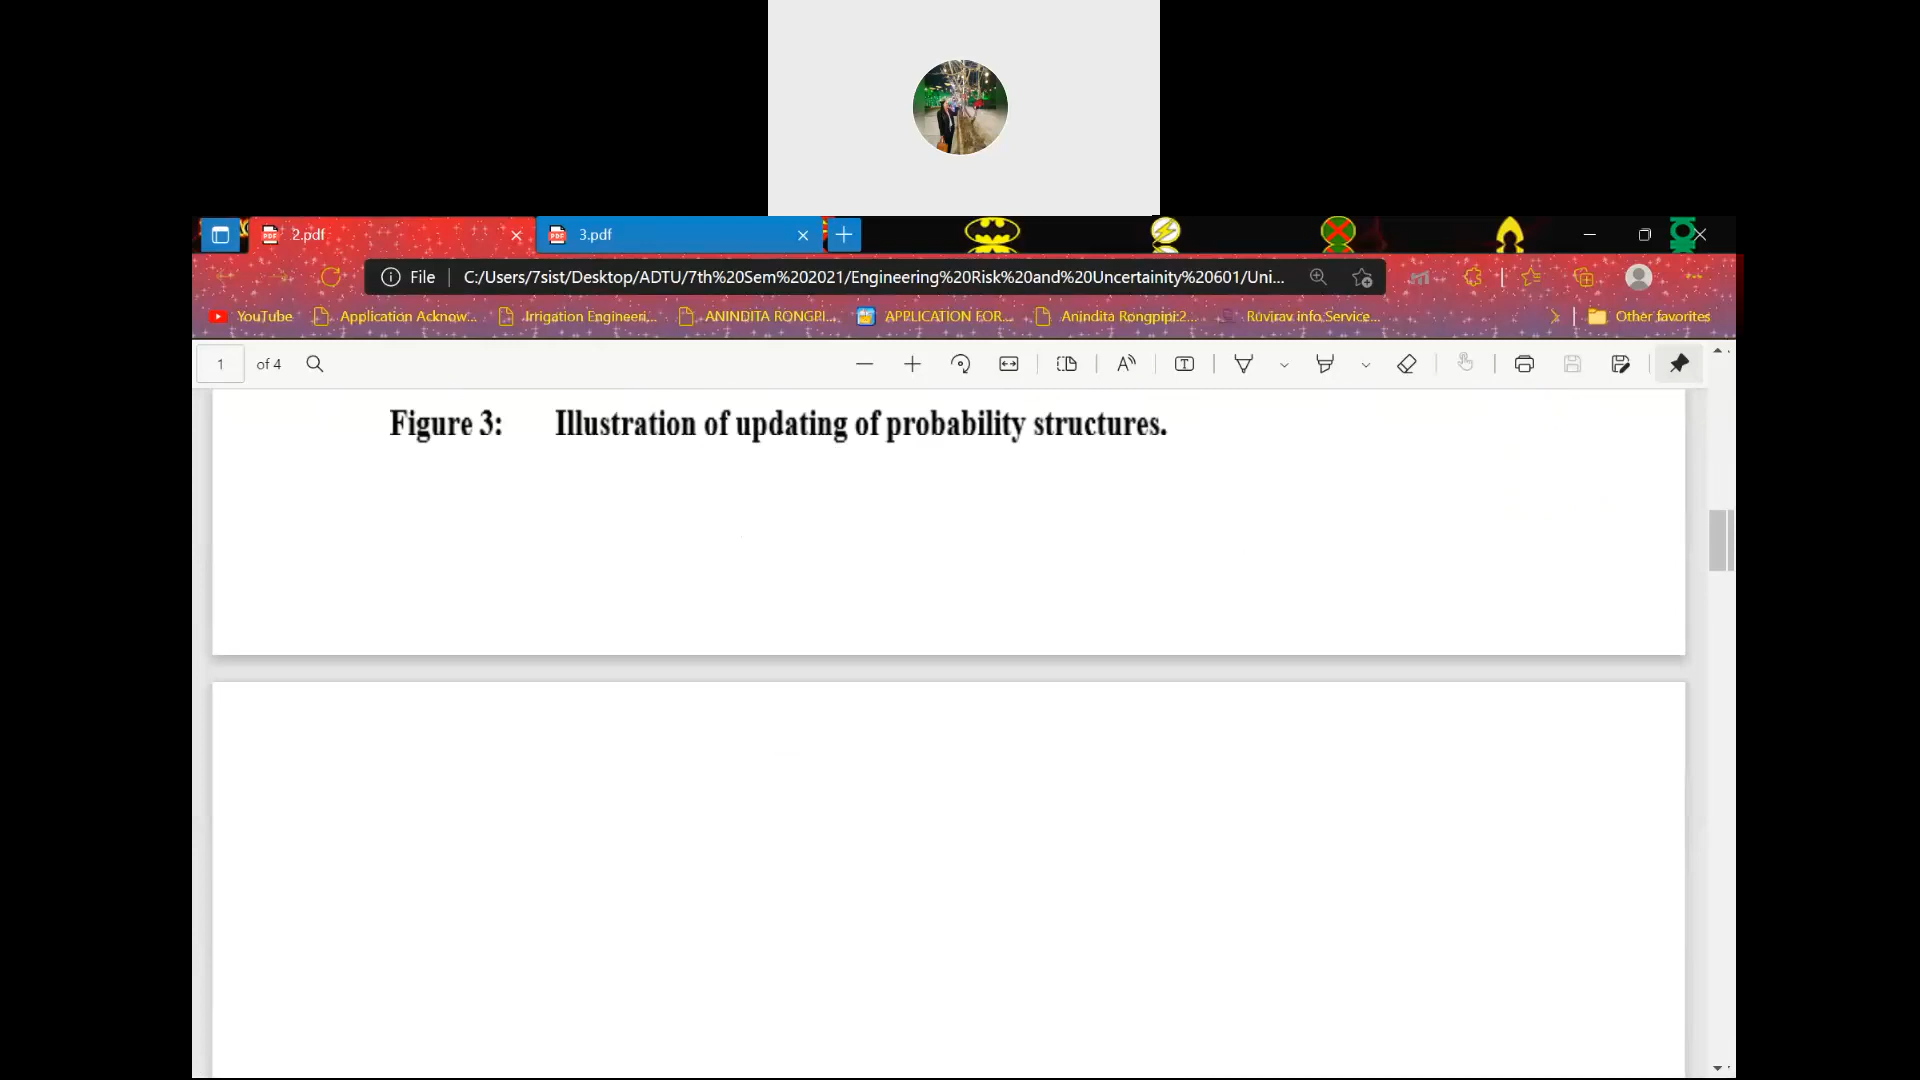 2.pdf
3.pdf
File
C:/Users/7sist/Desktop/ADTU/7th%20Sem%202021/Engineering%20Risk%20and%20Uncertainity%20601/Uni...
YouTube
Application Acknow...
Irrigation Engineeri...
ANINDITA RONGPI...
APPLICATION FOR...
Anindita Rongpipi:2...
Ruvirav info Service...
Other favorites
1 of 4
Figure 3: Illustration of updating of probability structures.